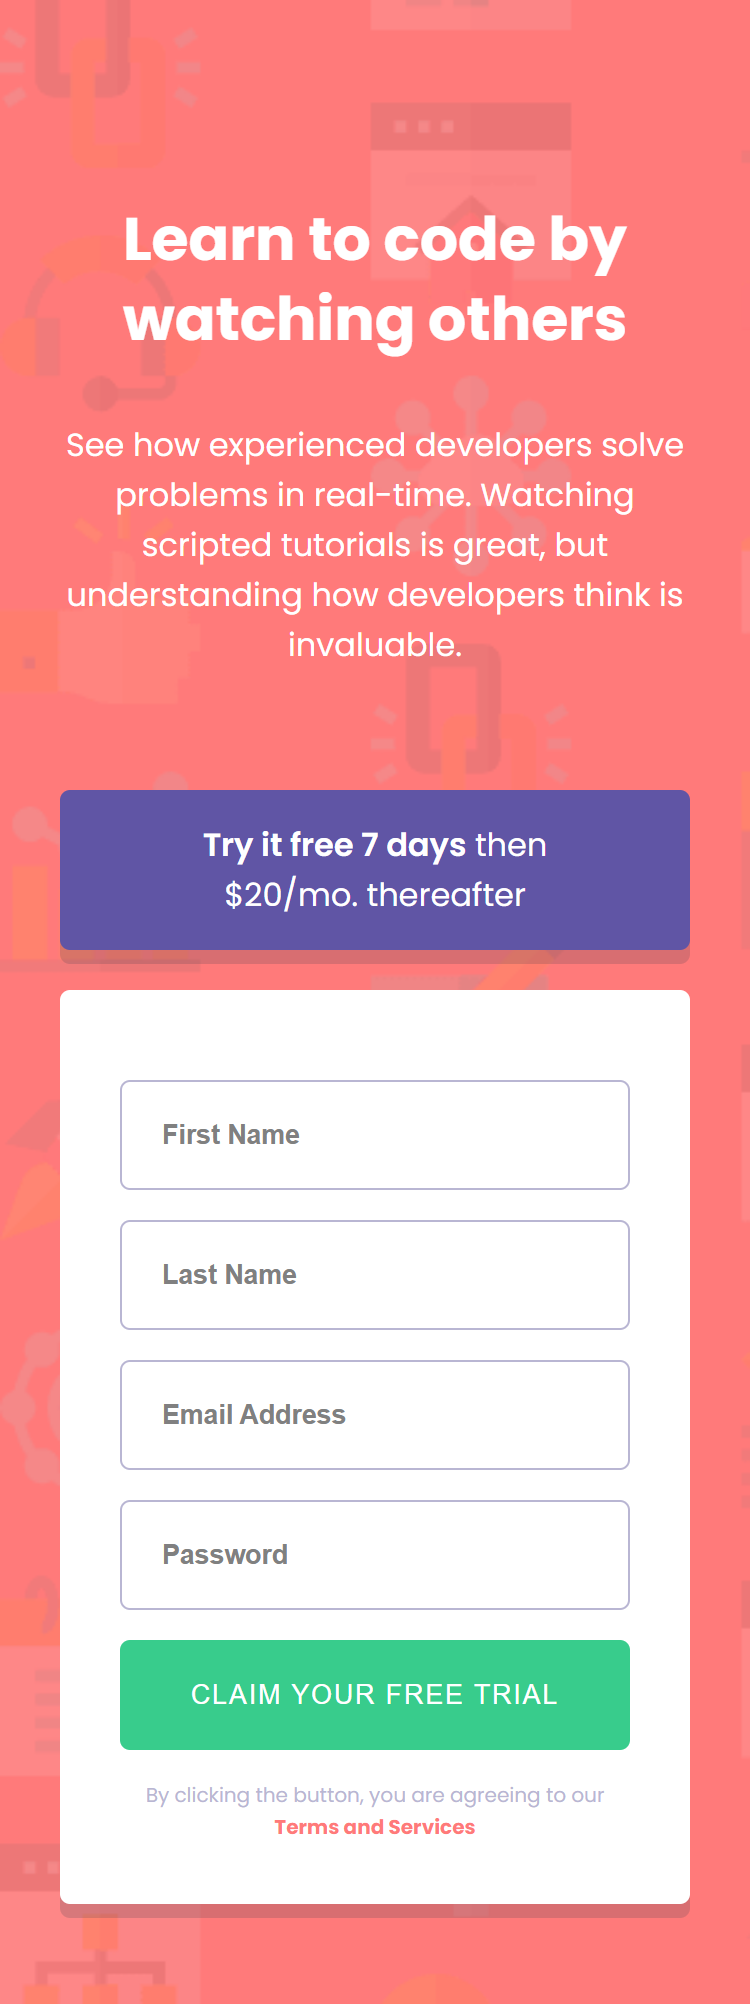 Learn to code by
watching others
See how experienced developers solve
problems in real-time. Watching
scripted tutorials is great, but
understanding how developers think is
invaluable.
Try it free 7 days then
$20/mo. thereafter
First Name
Last Name
Email Address
Password
CLAIM YOUR FREE TRIAL
By clicking the button, you are agreeing to our
Terms and Services